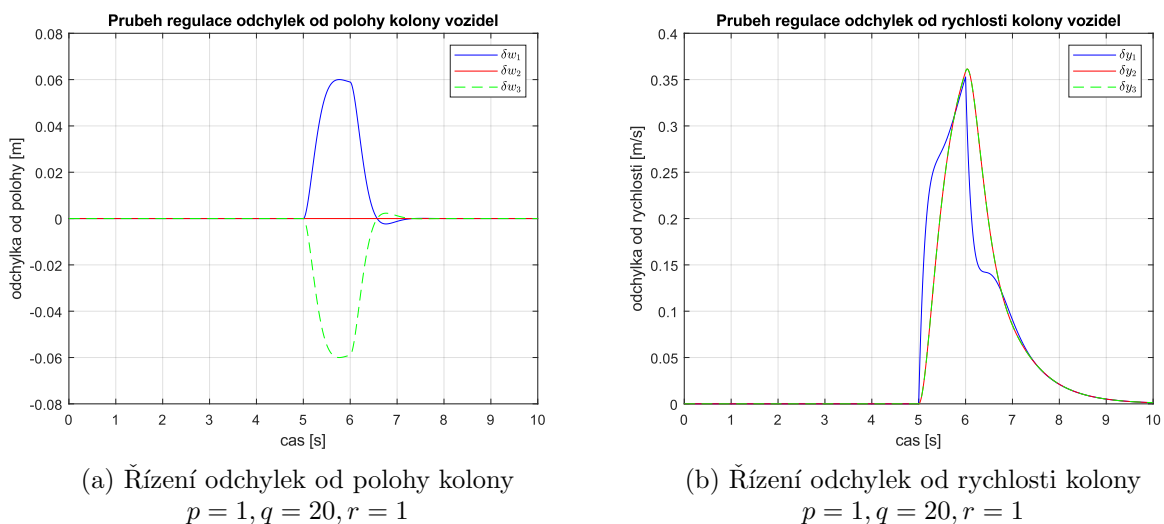 Prubeh regulace odchylek od polohy kolony vozidel
0.08
0.06
0.04
0.02
0
-0.02
-0.04
-0.06
-0.08
odchylka od polohy [m]
δw₁
δw₂
δw₃
0 1 2 3 4 5 6 7 8 9 10
cas [s]
(a) Řízení odchylek od polohy kolony
p = 1, q = 20, r = 1
Prubeh regulace odchylek od rychlosti kolony vozidel
0.4
0.35
0.3
0.25
0.2
0.15
0.1
0.05
0
odchylka od rychlosti [m/s]
δy₁
δy₂
δy₃
0 1 2 3 4 5 6 7 8 9 10
cas [s]
(b) Řízení odchylek od rychlosti kolony
p = 1, q = 20, r = 1